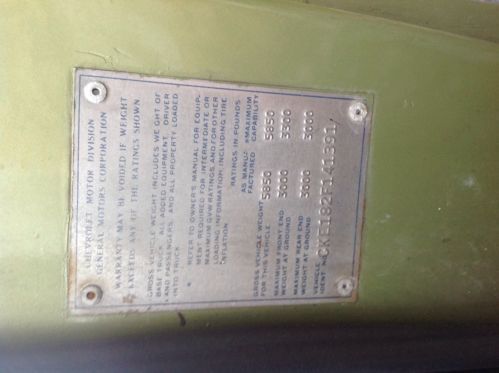 CHEVROLET MOTOR DIVISION
GENERAL MOTORS CORPORATION
WARRANTY MAY BE VOIDED IF WEIGHT
EXCEEDS ANY OF THE RATINGS SHOWN
GROSS VEHICLE WEIGHT INCLUDES WEIGHT OF
BASE TRUCK ALL ADDED EQUIPMENT, DRIVER
AND PASSENGERS AND ALL PROPERTY LOADED
INTO TRUCK
* REFER TO OWNERS MANUAL FOR EQUIP-
MENT REQUIRED FOR INTERMEDIATE OR
MAXIMUM GVW RATINGS AND FOR OTHER
LOADING INFORMATION, INCLUDING TIRE
INFLATION
RATINGS IN POUNDS
AS MANU- *MAXIMUM
FACTURED CAPABILITY
GROSS VEHICLE WEIGHT
FOR THIS VEHICLE 5850 5850
MAXIMUM FRONT END
WEIGHT AT GROUND 3000 3300
MAXIMUM REAR END
WEIGHT AT GROUND 3000 3000
VEHICLE
IDENT. NO.